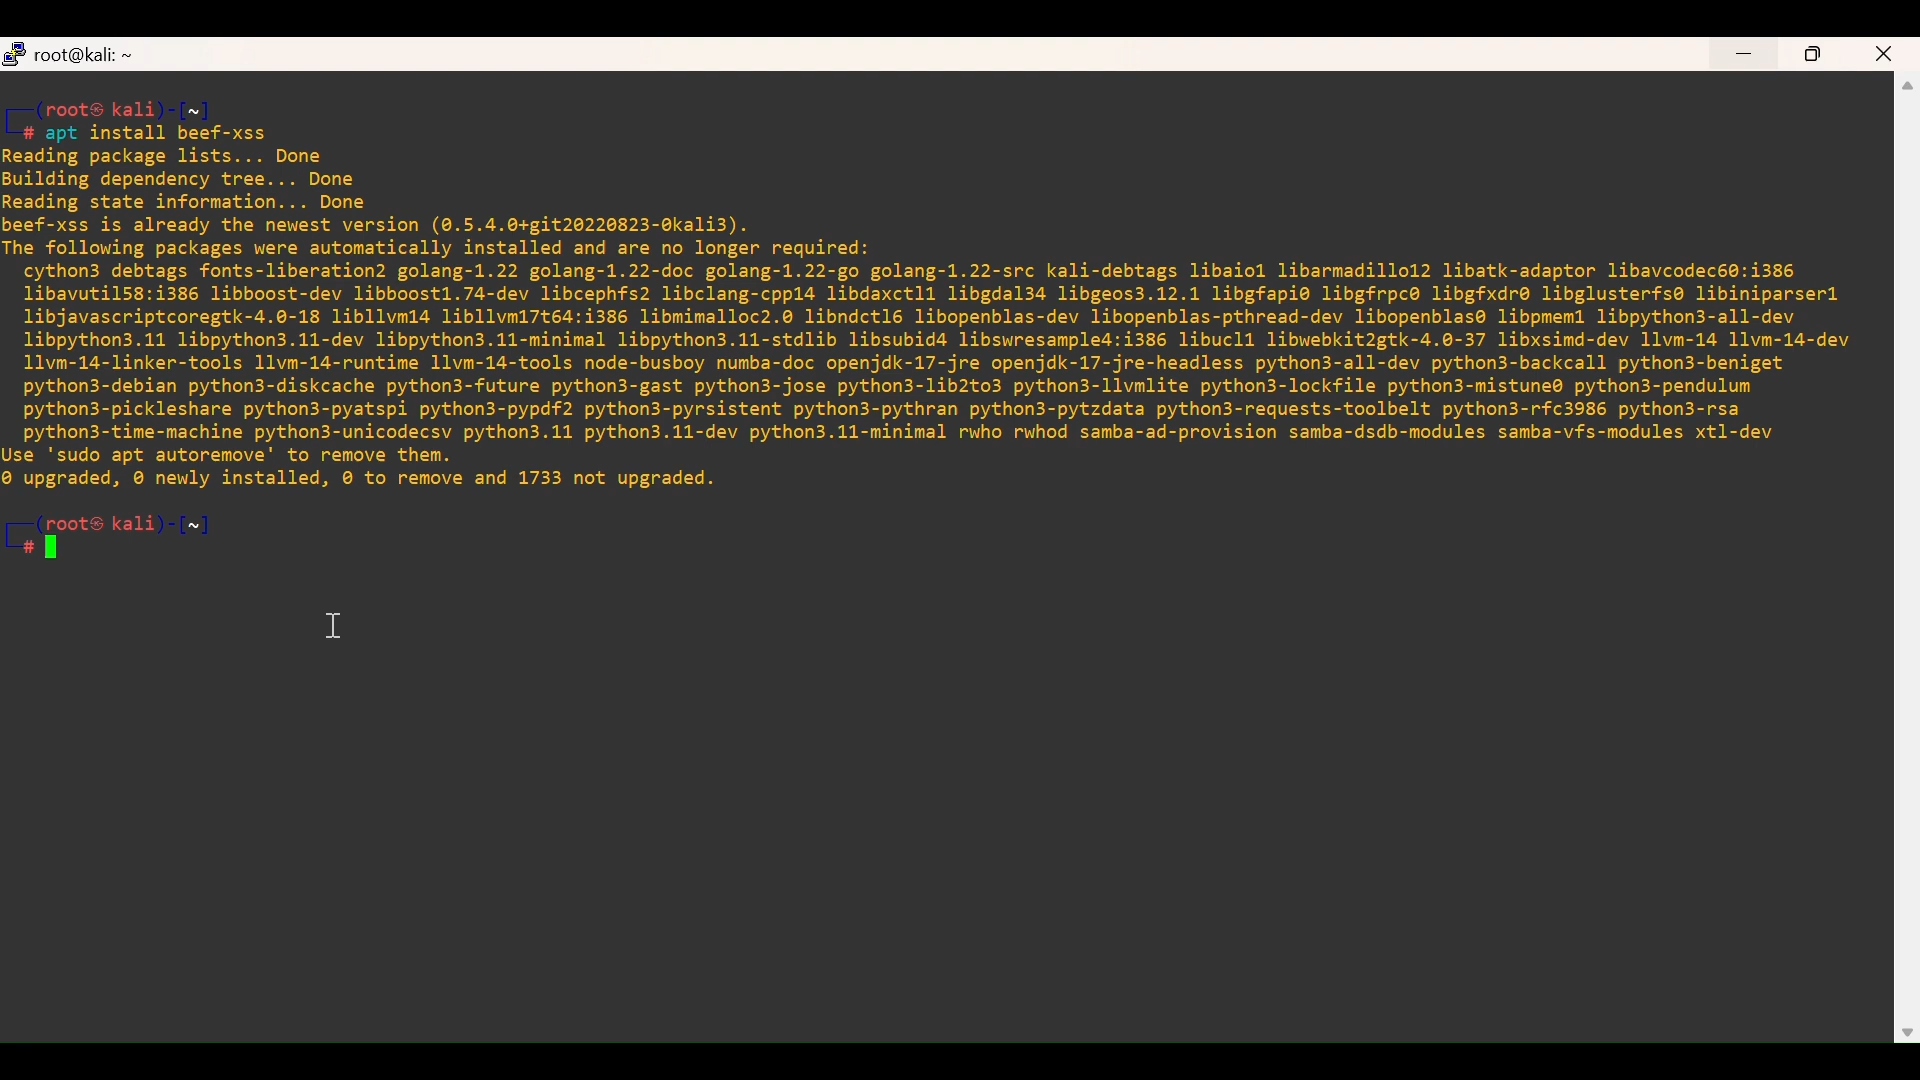 root@kali: ~
┌──(root㉿kali)-[~]
└─# apt install beef-xss
Reading package lists... Done
Building dependency tree... Done
Reading state information... Done
beef-xss is already the newest version (0.5.4.0+git20220823-0kali3).
The following packages were automatically installed and are no longer required:
  cython3 debtags fonts-liberation2 golang-1.22 golang-1.22-doc golang-1.22-go golang-1.22-src kali-debtags libaio1 libarmadillo12 libatk-adaptor libavcodec60:i386
  libavutil58:i386 libboost-dev libboost1.74-dev libcephfs2 libclang-cpp14 libdaxctl1 libgdal34 libgeos3.12.1 libgfapi0 libgfrpc0 libgfxdr0 libglusterfs0 libiniparser1
  libjavascriptcoregtk-4.0-18 libllvm14 libllvm17t64:i386 libmimalloc2.0 libndctl6 libopenblas-dev libopenblas-pthread-dev libopenblas0 libpmem1 libpython3-all-dev
  libpython3.11 libpython3.11-dev libpython3.11-minimal libpython3.11-stdlib libsubid4 libswresample4:i386 libucl1 libwebkit2gtk-4.0-37 libxsimd-dev llvm-14 llvm-14-dev
  llvm-14-linker-tools llvm-14-runtime llvm-14-tools node-busboy numba-doc openjdk-17-jre openjdk-17-jre-headless python3-all-dev python3-backcall python3-beniget
  python3-debian python3-diskcache python3-future python3-gast python3-jose python3-lib2to3 python3-llvmlite python3-lockfile python3-mistune0 python3-pendulum
  python3-pickleshare python3-pyatspi python3-pypdf2 python3-pyrsistent python3-pythran python3-pytzdata python3-requests-toolbelt python3-rfc3986 python3-rsa
  python3-time-machine python3-unicodecsv python3.11 python3.11-dev python3.11-minimal rwho rwhod samba-ad-provision samba-dsdb-modules samba-vfs-modules xtl-dev
Use 'sudo apt autoremove' to remove them.
0 upgraded, 0 newly installed, 0 to remove and 1733 not upgraded.
┌──(root㉿kali)-[~]
└─#